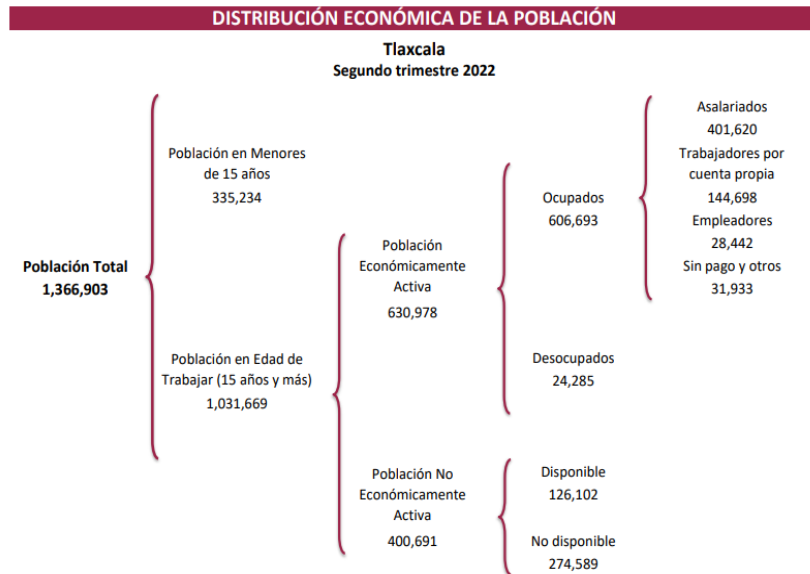 DISTRIBUCIÓN ECONÓMICA DE LA POBLACIÓN
Tlaxcala
Segundo trimestre 2022
Población Total
1,366,903
Población en Menores
de 15 años
335,234
Población en Edad de
Trabajar (15 años y más)
1,031,669
Población
Económicamente
Activa
630,978
Población No
Económicamente
Activa
400,691
Ocupados
606,693
Desocupados
24,285
Disponible
126,102
No disponible
274,589
Asalariados
401,620
Trabajadores por
cuenta propia
144,698
Empleadores
28,442
Sin pago y otros
31,933